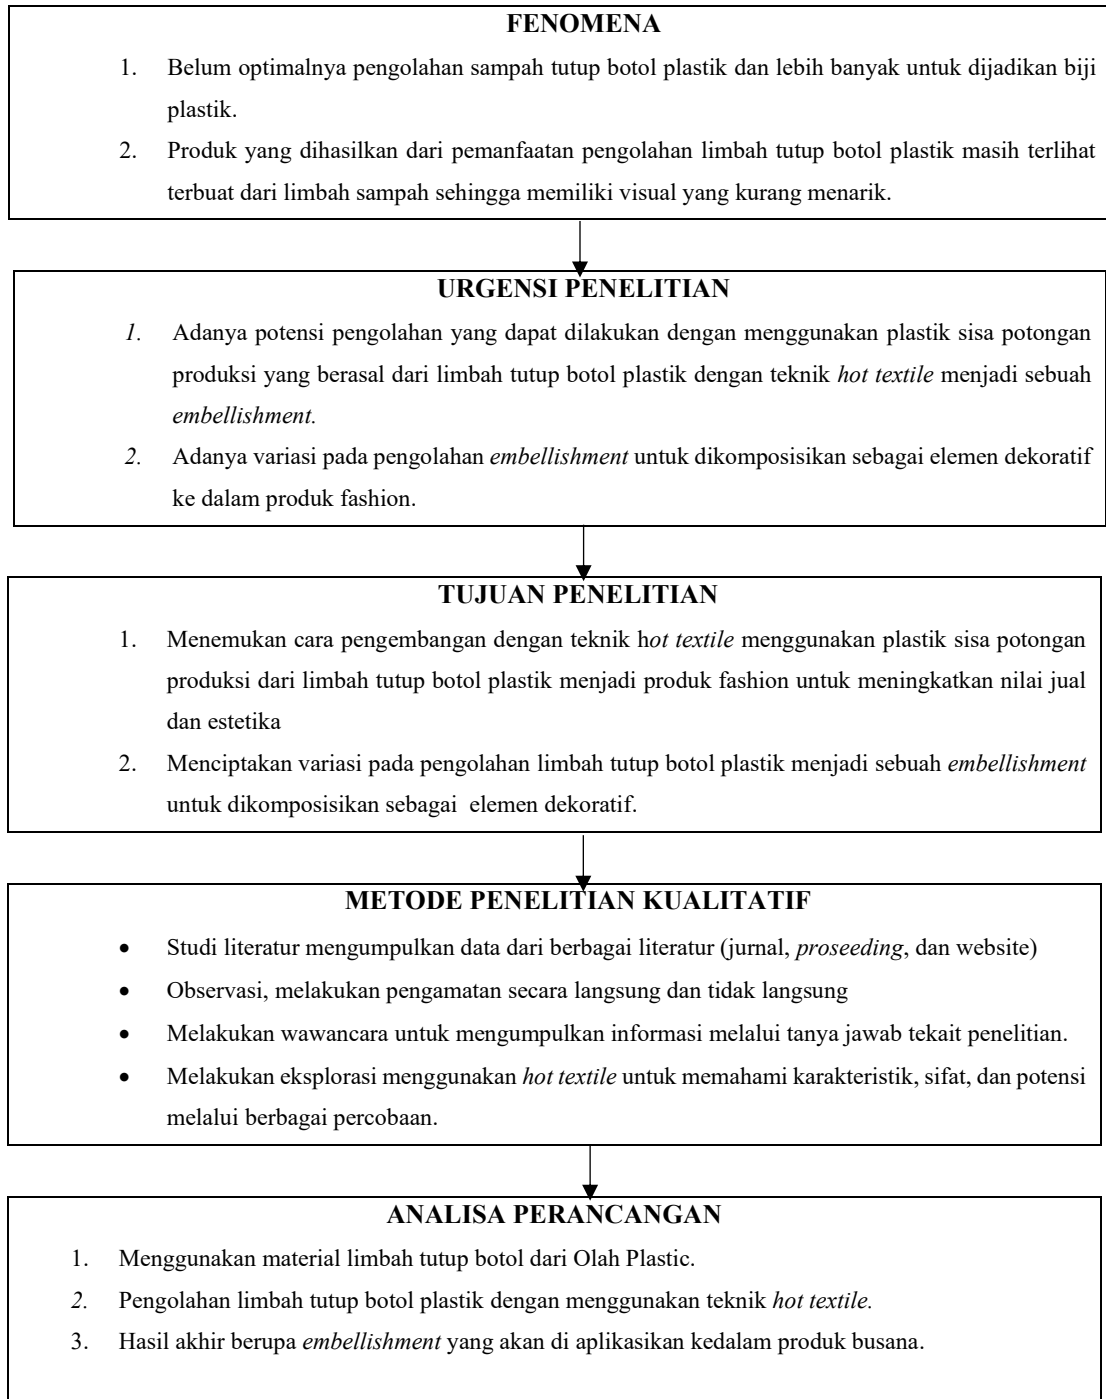 FENOMENA
1. Belum optimalnya pengolahan sampah tutup botol plastik dan lebih banyak untuk dijadikan biji
plastik.
2. Produk yang dihasilkan dari pemanfaatan pengolahan limbah tutup botol plastik masih terlihat
terbuat dari limbah sampah sehingga memiliki visual yang kurang menarik.
URGENSI PENELITIAN
1. Adanya potensi pengolahan yang dapat dilakukan dengan menggunakan plastik sisa potongan
produksi yang berasal dari limbah tutup botol plastik dengan teknik hot textile menjadi sebuah
embellishment.
2. Adanya variasi pada pengolahan embellishment untuk dikomposisikan sebagai elemen dekoratif
ke dalam produk fashion.
TUJUAN PENELITIAN
1. Menemukan cara pengembangan dengan teknik hot textile menggunakan plastik sisa potongan
produksi dari limbah tutup botol plastik menjadi produk fashion untuk meningkatkan nilai jual
dan estetika
2. Menciptakan variasi pada pengolahan limbah tutup botol plastik menjadi sebuah embellishment
untuk dikomposisikan sebagai elemen dekoratif.
METODE PENELITIAN KUALITATIF
• Studi literatur mengumpulkan data dari berbagai literatur (jurnal, proseeding, dan website)
• Observasi, melakukan pengamatan secara langsung dan tidak langsung
• Melakukan wawancara untuk mengumpulkan informasi melalui tanya jawab tekait penelitian.
• Melakukan eksplorasi menggunakan hot textile untuk memahami karakteristik, sifat, dan potensi
melalui berbagai percobaan.
ANALISA PERANCANGAN
1. Menggunakan material limbah tutup botol dari Olah Plastic.
2. Pengolahan limbah tutup botol plastik dengan menggunakan teknik hot textile.
3. Hasil akhir berupa embellishment yang akan di aplikasikan kedalam produk busana.